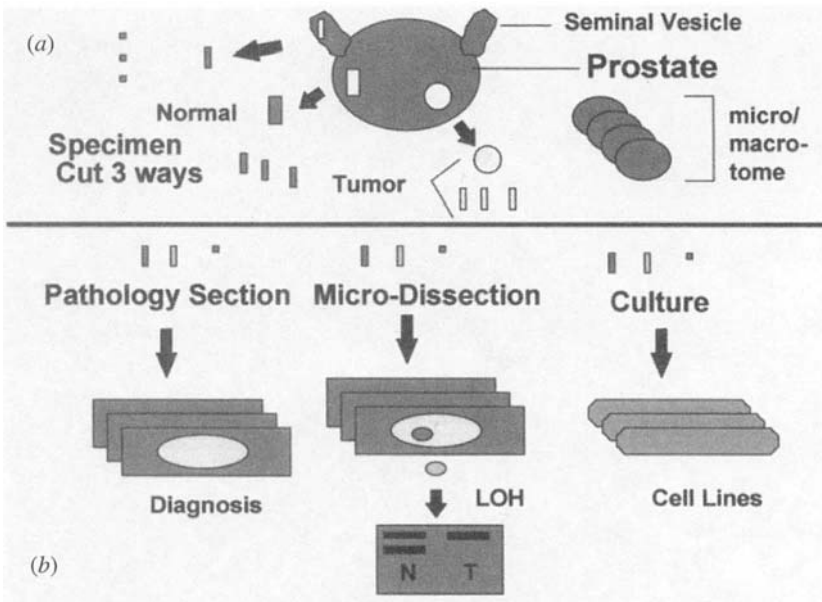 (a)
Seminal Vesicle
Prostate
Normal
Specimen
Cut 3 ways
Tumor
micro/
macro-
tome
Pathology Section
Micro-Dissection
Culture
Diagnosis
LOH
Cell Lines
N T
(b)